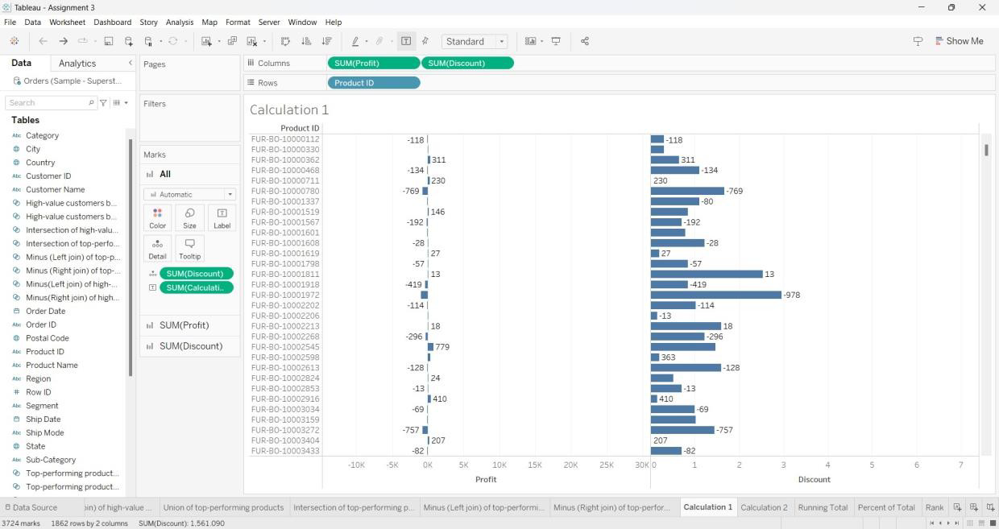 Tableau - Assignment 3
File Data Worksheet Dashboard Story Analysis Map Format Server Window Help
Standard
Show Me
Data
Analytics
Orders (Sample - Superst...
Search
Tables
Abc Category
City
Country
Abc Customer ID
Abc Customer Name
High-value customers b...
High-value customers b...
Intersection of high-valu...
Intersection of top-perfo...
Minus (Left join) of top-p...
Minus (Right join) of top-...
Minus(Left join) of high-...
Minus(Right join) of high...
Order Date
Abc Order ID
Postal Code
Abc Product ID
Abc Product Name
Abc Region
# Row ID
Abc Segment
Ship Date
Abc Ship Mode
State
Abc Sub-Category
Top-performing product...
Top-performing product...
Pages
Filters
Marks
All
Automatic
Color Size Label
Detail Tooltip
SUM(Discount)
SUM(Calculati..
SUM(Profit)
SUM(Discount)
Columns SUM(Profit) SUM(Discount)
Rows Product ID
Calculation 1
Product ID
FUR-BO-10000112 -118 -118
FUR-BO-10000330
FUR-BO-10000362 311 311
FUR-BO-10000468 -134 -134
FUR-BO-10000711 230 230
FUR-BO-10000780 -769 -769
FUR-BO-10001337 -80
FUR-BO-10001519 146
FUR-BO-10001567 -192 -192
FUR-BO-10001601
FUR-BO-10001608 -28 -28
FUR-BO-10001619 27 27
FUR-BO-10001798 -57 -57
FUR-BO-10001811 13 13
FUR-BO-10001918 -419 -419
FUR-BO-10001972 -978
FUR-BO-10002202 -114 -114
FUR-BO-10002206 -13
FUR-BO-10002213 18 18
FUR-BO-10002268 -296 -296
FUR-BO-10002545 779
FUR-BO-10002598 363
FUR-BO-10002613 -128 -128
FUR-BO-10002824 24
FUR-BO-10002853 -13 -13
FUR-BO-10002916 410 410
FUR-BO-10003034 -69 -69
FUR-BO-10003159
FUR-BO-10003272 -757 -757
FUR-BO-10003404 207 207
FUR-BO-10003433 -82 -82
-10K -5K 0K 5K 10K 15K 20K 25K 30K 0 1 2 3 4 5 6 7
Profit Discount
Data Source
oin) of high-value ...
Union of top-performing products
Intersection of top-performing p...
Minus (Left join) of top-performi...
Minus (Right join) of top-perfor...
Calculation 1
Calculation 2
Running Total
Percent of Total
Rank
3724 marks 1862 rows by 2 columns SUM(Discount): 1,561.090